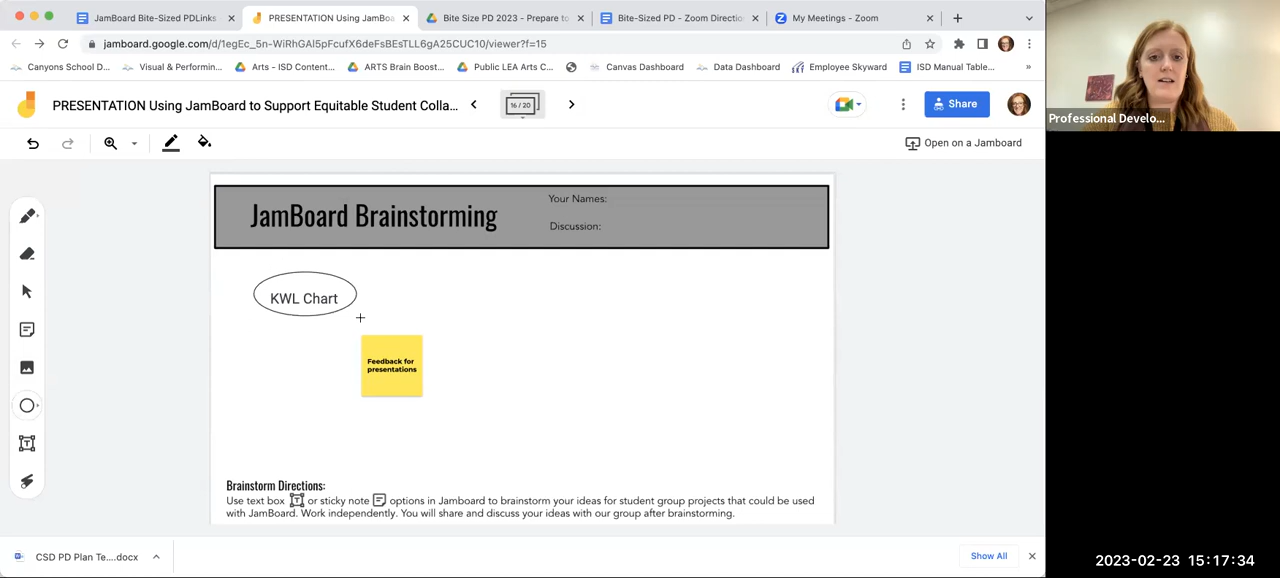 JamBoard Bite-Sized PDLinks
PRESENTATION Using JamBoa
Bite Size PD 2023 - Prepare to
Bite-Sized PD - Zoom Directio
My Meetings - Zoom
jamboard.google.com/d/1egEc_5n-WiRhGAI5pFcufX6deFsBEsTLL6gA25CUC10/viewer?f=15
Canyons School D...
Visual & Performin...
Arts - ISD Content...
ARTS Brain Boost...
Public LEA Arts C...
Canvas Dashboard
Data Dashboard
Employee Skyward
ISD Manual Table...
»
PRESENTATION Using JamBoard to Support Equitable Student Colla...
16 / 20
Share
Open on a Jamboard
Professional Develo...
JamBoard Brainstorming
Your Names:
Discussion:
KWL Chart
Feedback for
presentations
Brainstorm Directions:
Use text box T or sticky note options in Jamboard to brainstorm your ideas for student group projects that could be used
with JamBoard. Work independently. You will share and discuss your ideas with our group after brainstorming.
CSD PD Plan Te....docx
Show All
2023-02-23 15:17:34